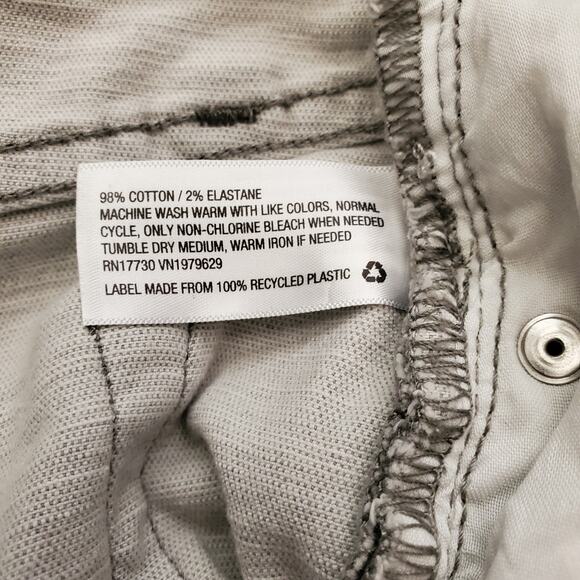 98% COTTON / 2% ELASTANE
MACHINE WASH WARM WITH LIKE COLORS, NORMAL
CYCLE, ONLY NON-CHLORINE BLEACH WHEN NEEDED
TUMBLE DRY MEDIUM, WARM IRON IF NEEDED
RN17730 VN1979629
LABEL MADE FROM 100% RECYCLED PLASTIC